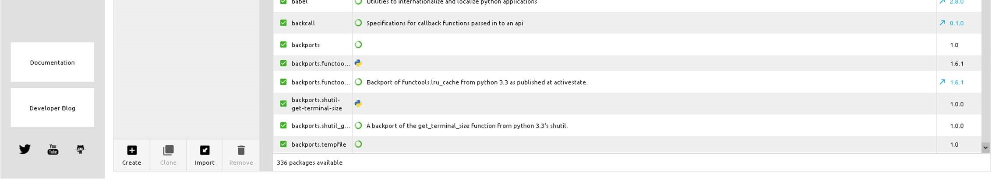 babel Utilities to internationalize and localize python applications 2.8.0
backcall Specifications for callback functions passed in to an api 0.1.0
backports 1.0
backports.functoo... 1.6.1
backports.functoo... Backport of functools.lru_cache from python 3.3 as published at activestate. 1.6.1
backports.shutil-
get-terminal-size 1.0.0
backports.shutil_g... A backport of the get_terminal_size function from python 3.3's shutil. 1.0.0
backports.tempfile 1.0
336 packages available
Documentation
Developer Blog
You
Tube
Create Clone Import Remove